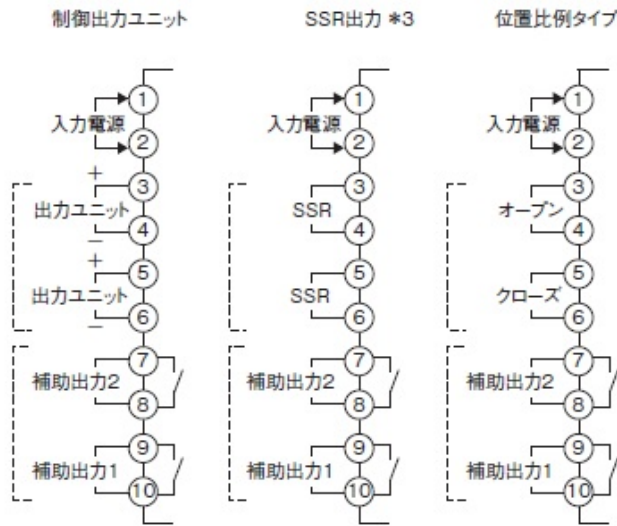 制御出力ユニット
入力電源
1
2
+
出力ユニット
3
4
−
+
出力ユニット
5
6
−
補助出力2
7
8
補助出力1
9
10
SSR出力 *3
入力電源
1
2
SSR
3
4
SSR
5
6
補助出力2
7
8
補助出力1
9
10
位置比例タイプ
入力電源
1
2
オープン
3
4
クローズ
5
6
補助出力2
7
8
補助出力1
9
10